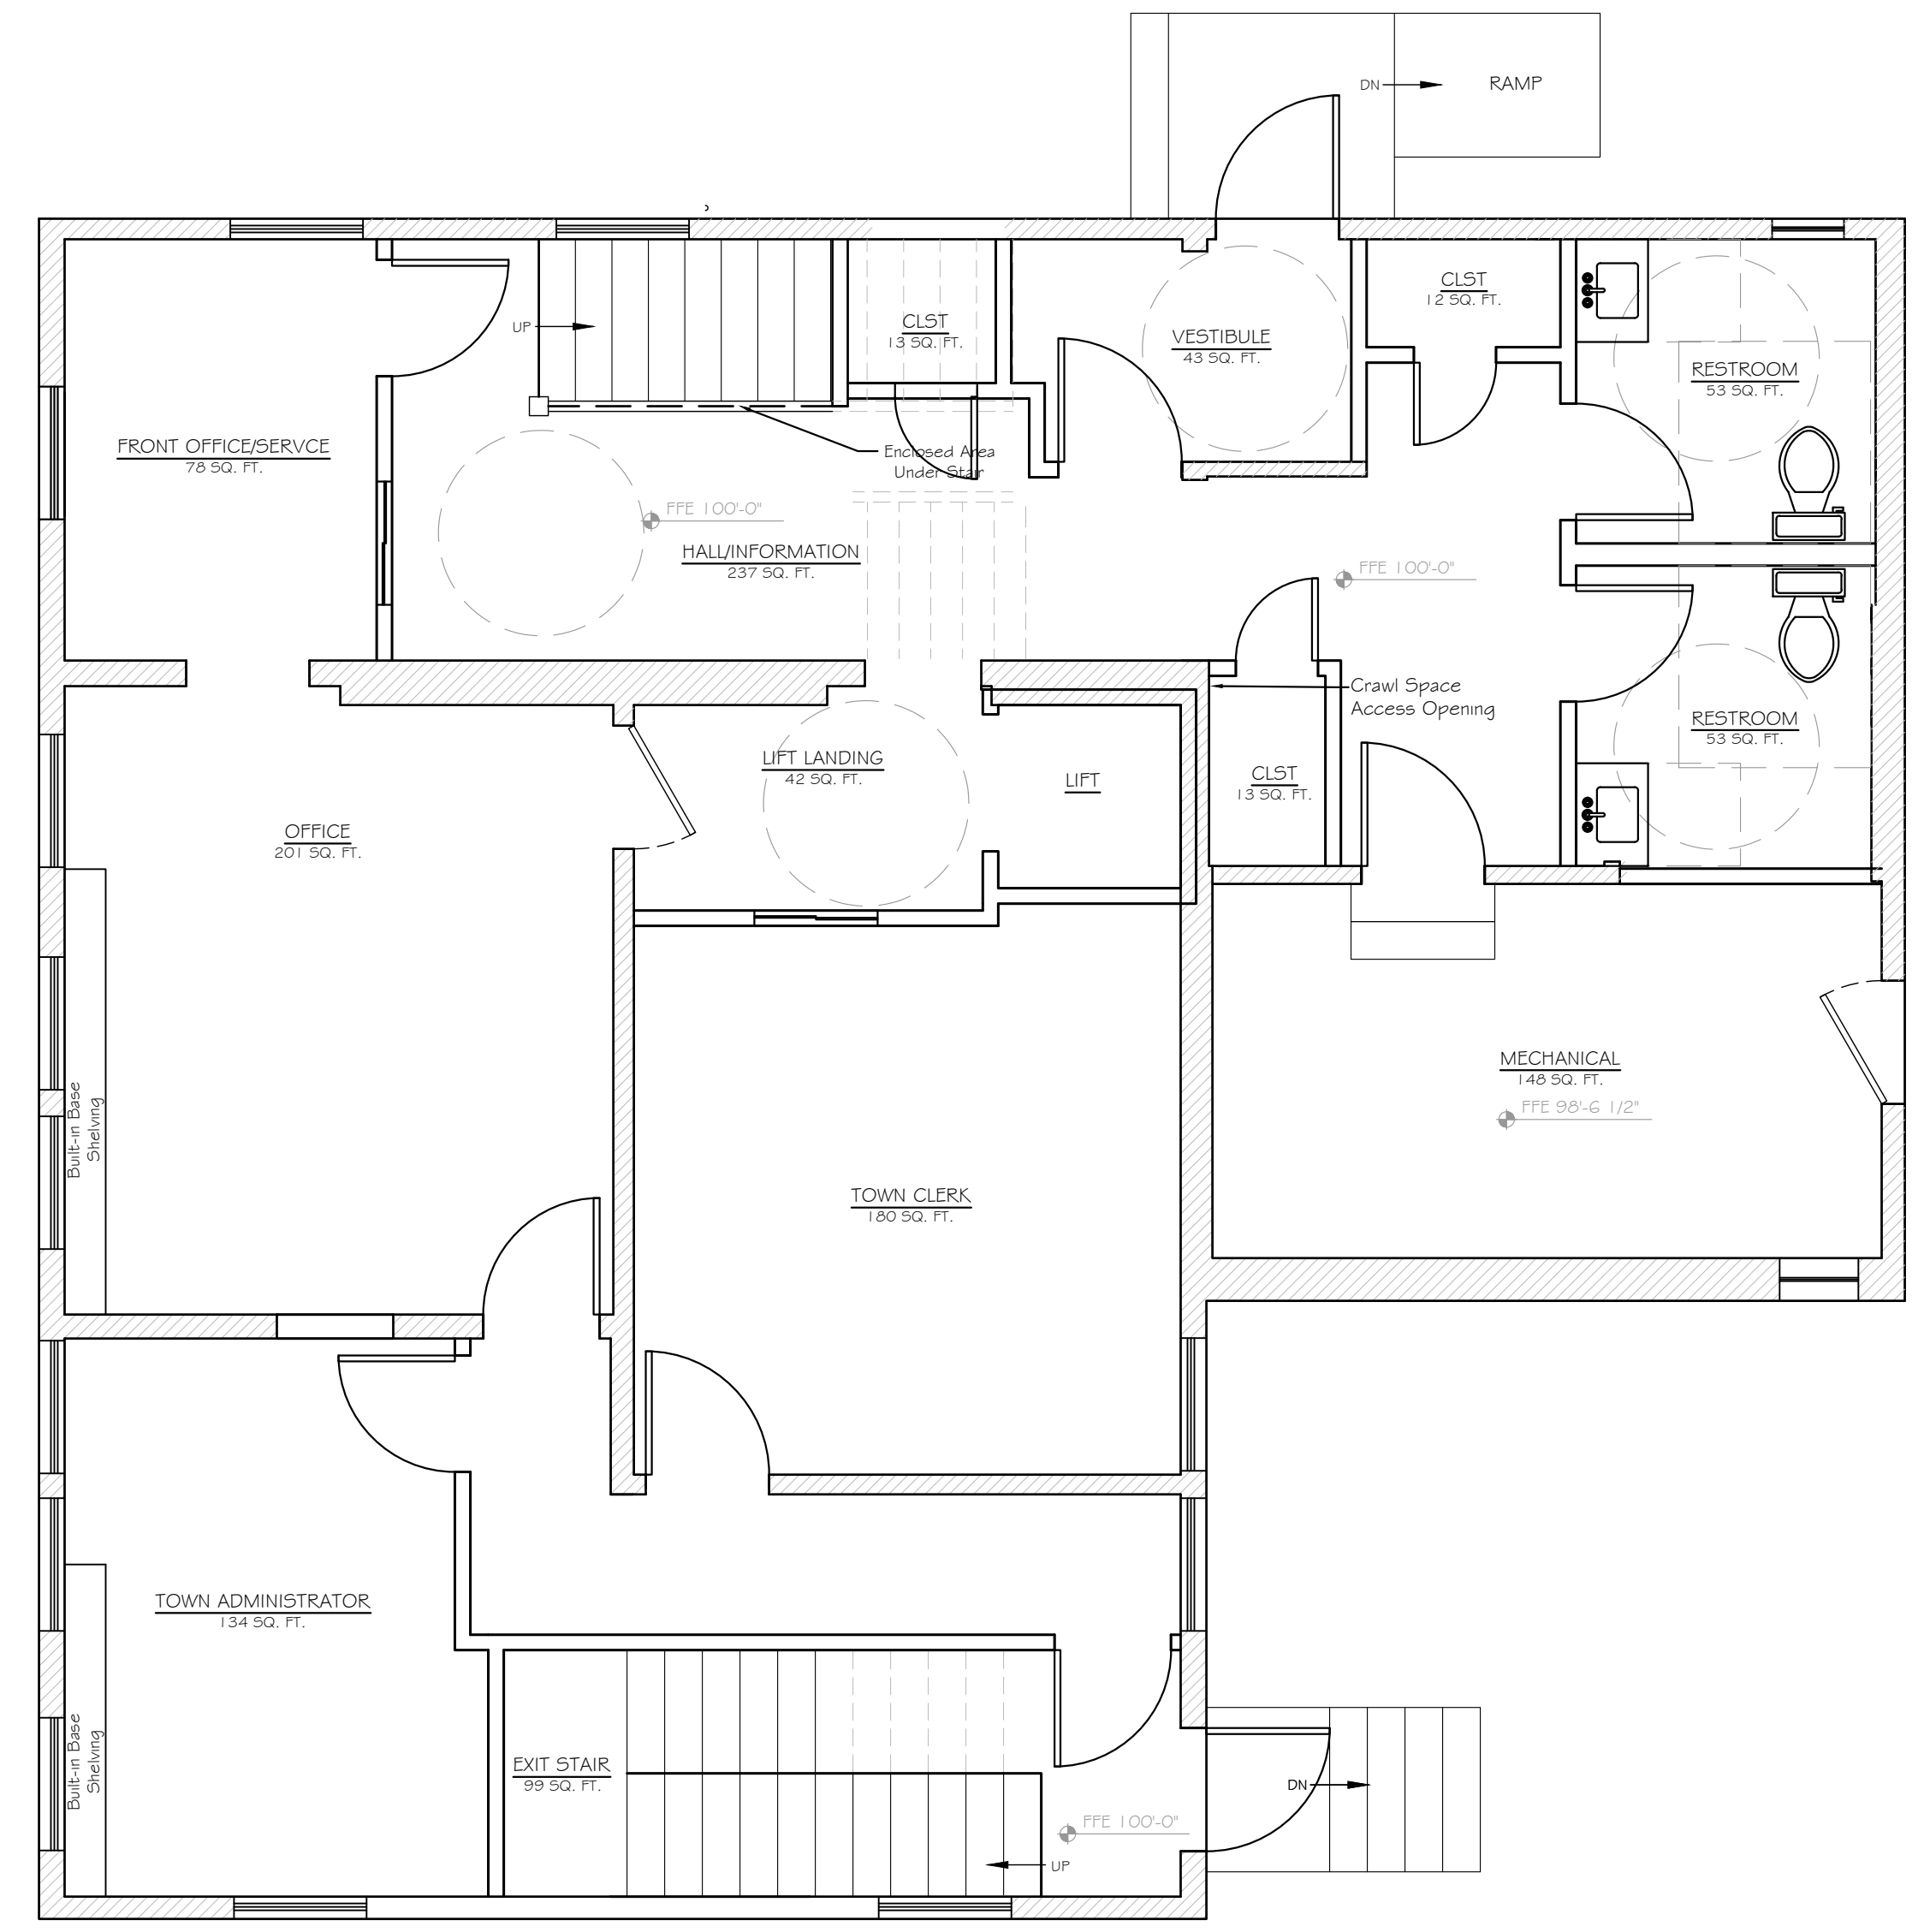 DN
RAMP
CLST
12 SQ. FT.
UP
CLST
13 SQ. FT.
VESTIBULE
43 SQ. FT.
RESTROOM
53 SQ. FT.
FRONT OFFICE/SERVCE
78 SQ. FT.
Enclosed Area
Under Stair
FFE 100'-0"
HALL/INFORMATION
237 SQ. FT.
FFE 100'-0"
Crawl Space
Access Opening
RESTROOM
53 SQ. FT.
LIFT LANDING
42 SQ. FT.
LIFT
CLST
13 SQ. FT.
OFFICE
201 SQ. FT.
MECHANICAL
148 SQ. FT.
FFE 98'-6 1/2"
Built-in Base
Shelving
TOWN CLERK
180 SQ. FT.
TOWN ADMINISTRATOR
134 SQ. FT.
Built-in Base
Shelving
EXIT STAIR
99 SQ. FT.
DN
FFE 100'-0"
UP